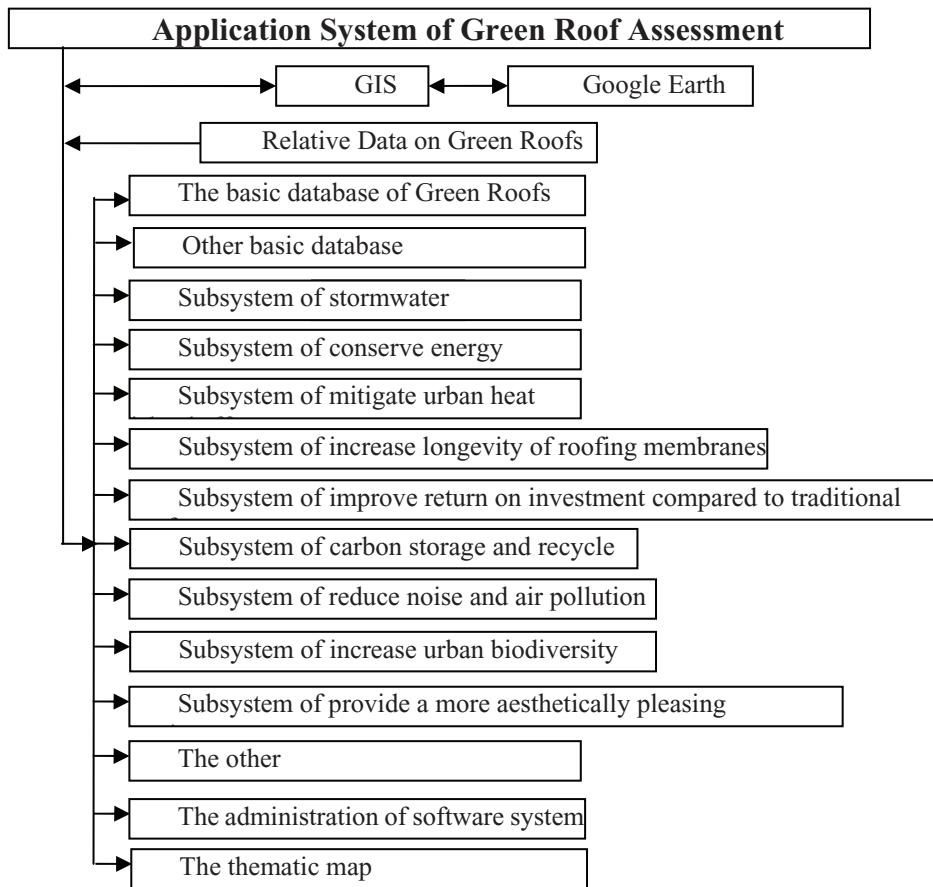 Application System of Green Roof Assessment
GIS
Google Earth
Relative Data on Green Roofs
The basic database of Green Roofs
Other basic database
Subsystem of stormwater
Subsystem of conserve energy
Subsystem of mitigate urban heat
Subsystem of increase longevity of roofing membranes
Subsystem of improve return on investment compared to traditional
Subsystem of carbon storage and recycle
Subsystem of reduce noise and air pollution
Subsystem of increase urban biodiversity
Subsystem of provide a more aesthetically pleasing
The other
The administration of software system
The thematic map